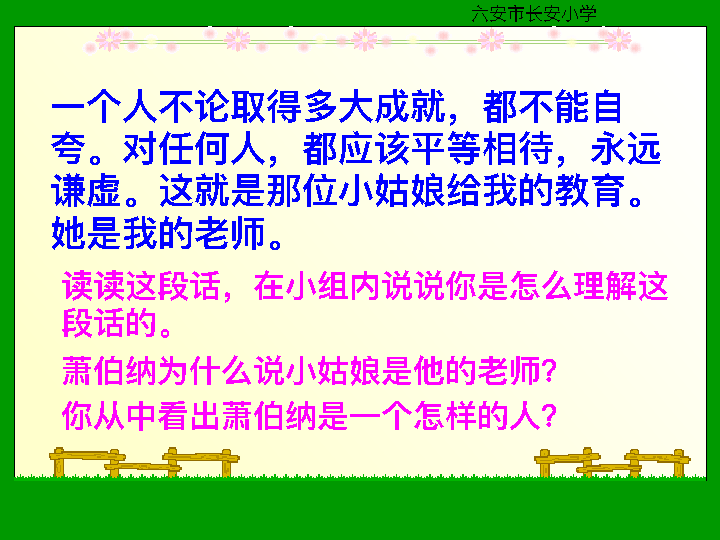 六安市长安小学
一个人不论取得多大成就，都不能自
夸。对任何人，都应该平等相待，永远
谦虚。这就是那位小姑娘给我的教育。
她是我的老师。
读读这段话，在小组内说说你是怎么理解这
段话的。
萧伯纳为什么说小姑娘是他的老师？
你从中看出萧伯纳是一个怎样的人？